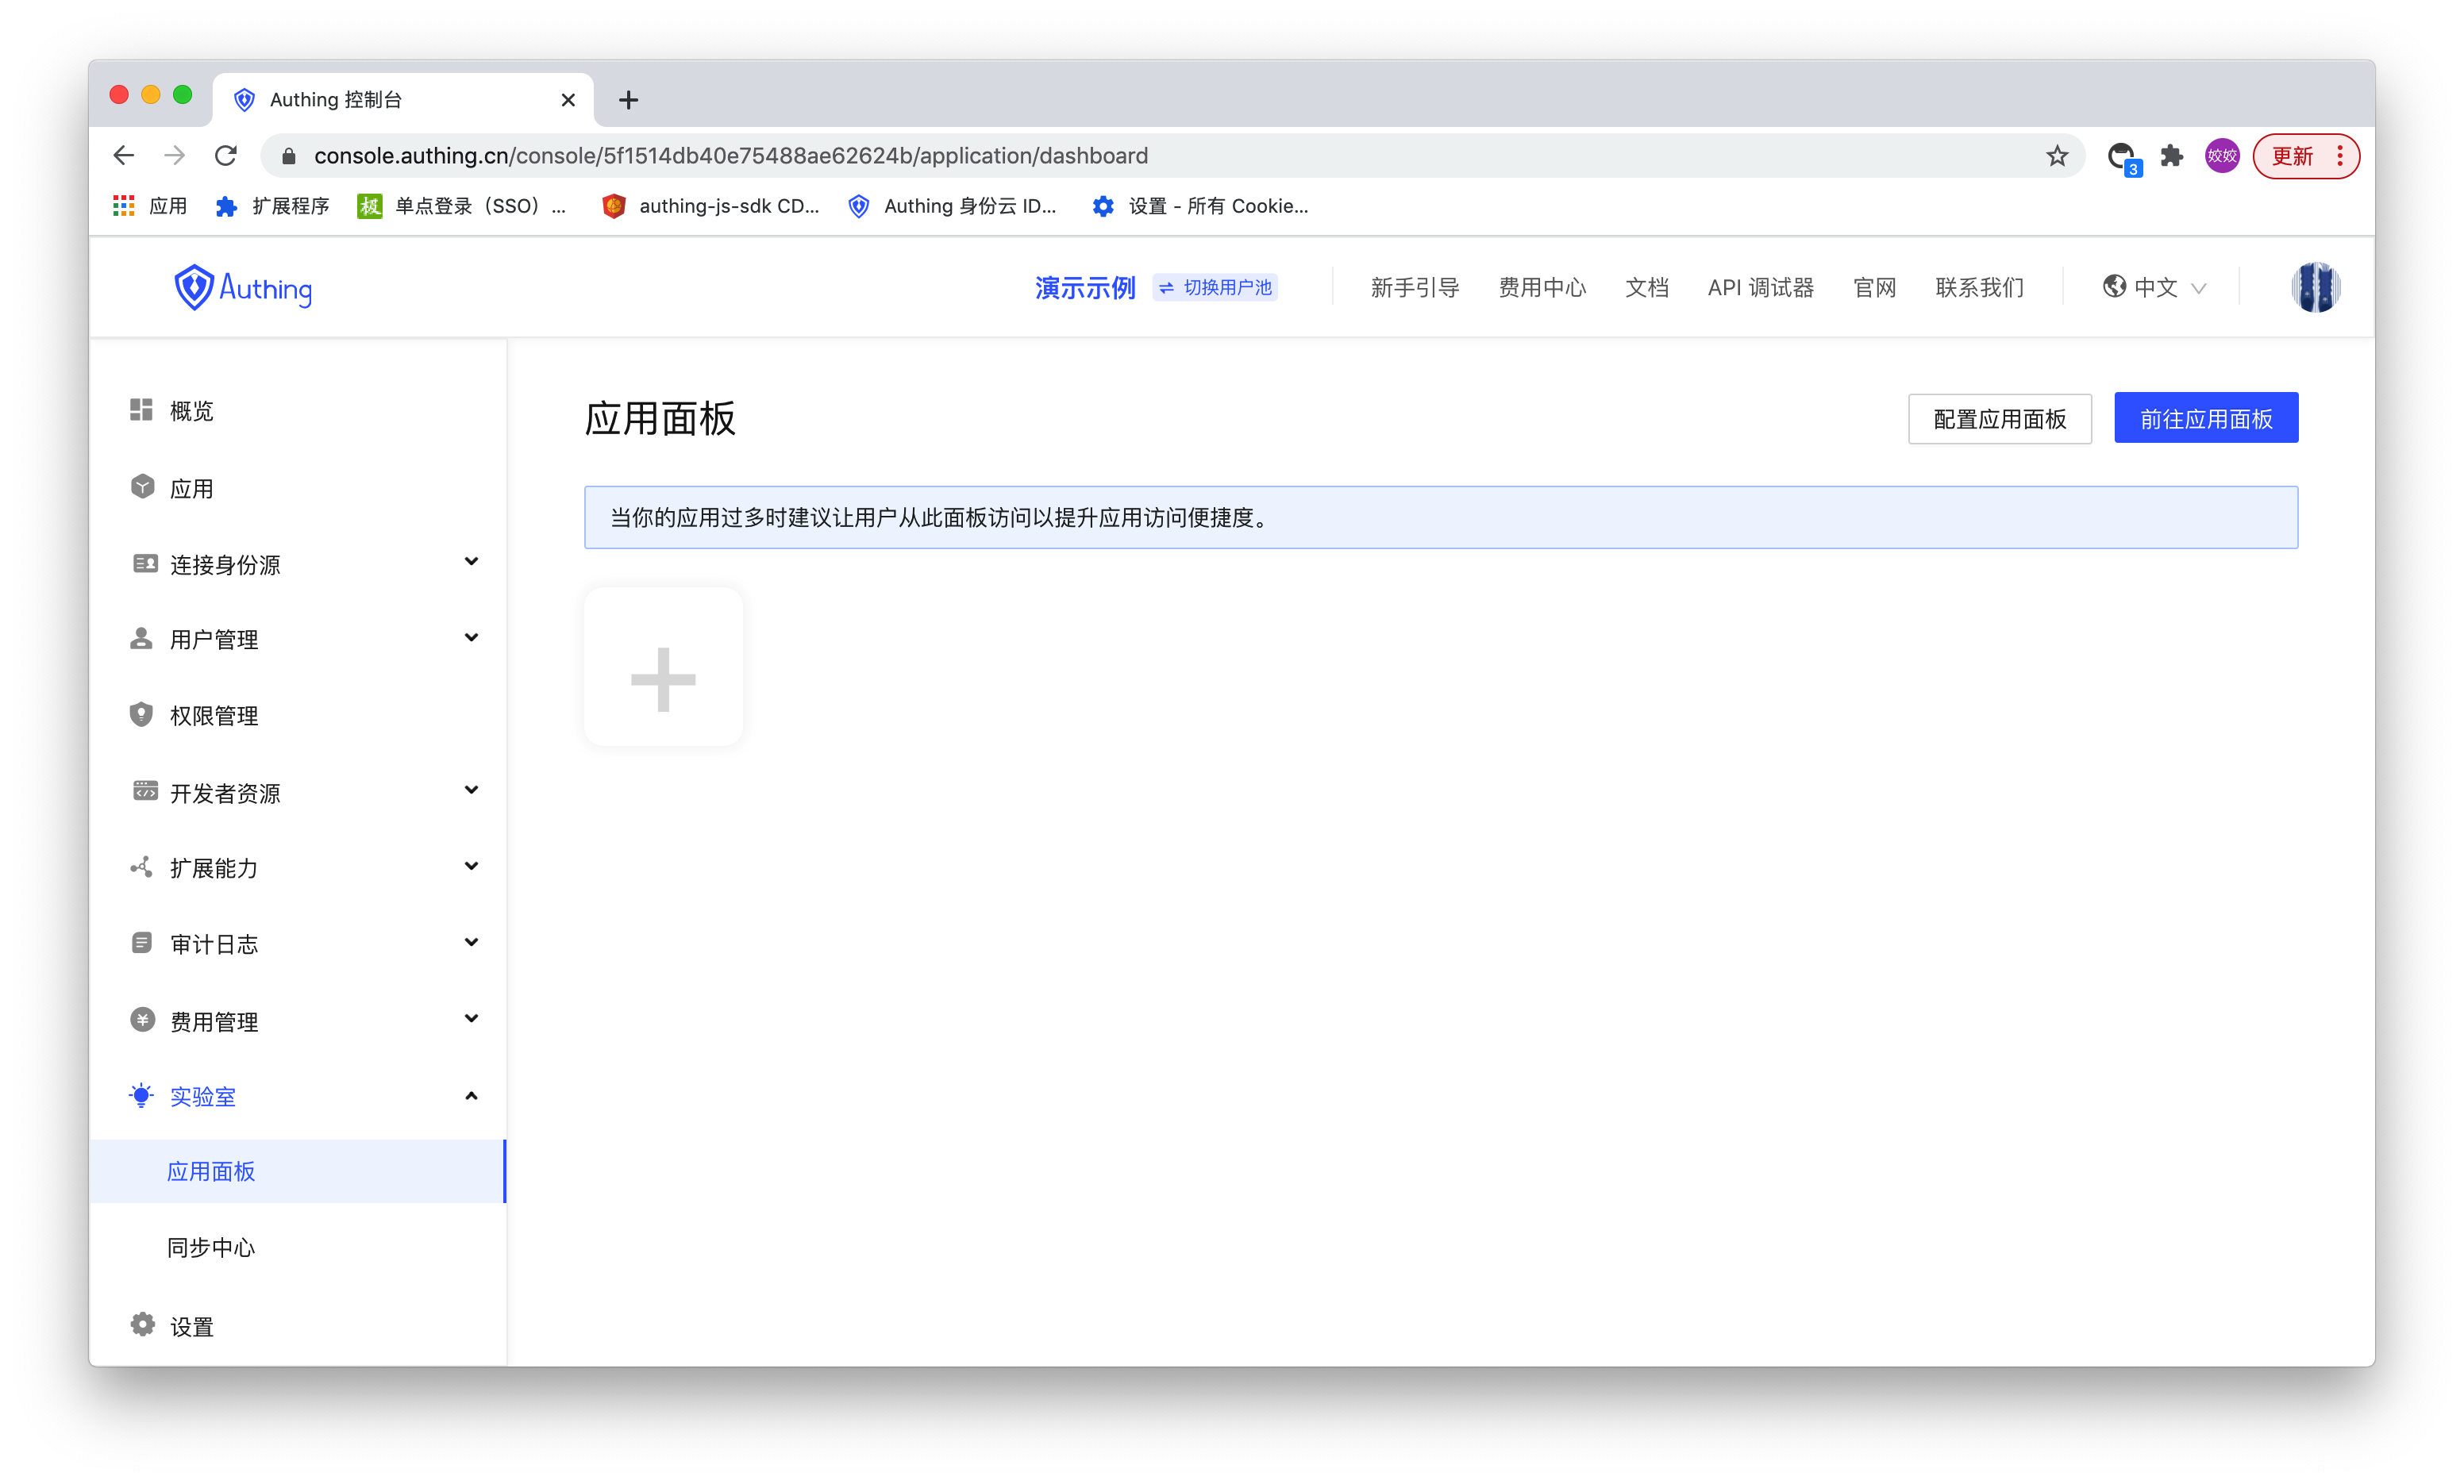 Authing 控制台
console.authing.cn/console/5f1514db40e75488ae62624b/application/dashboard
3
姣姣
更新
应用
扩展程序
极
单点登录（SSO）...
authing-js-sdk CD...
Authing 身份云 ID...
设置 - 所有 Cookie...
Authing
演示示例
切换用户池
新手引导
费用中心
文档
API 调试器
官网
联系我们
中文
概览
应用
连接身份源
用户管理
权限管理
开发者资源
扩展能力
审计日志
费用管理
实验室
应用面板
同步中心
设置
应用面板
配置应用面板
前往应用面板
当你的应用过多时建议让用户从此面板访问以提升应用访问便捷度。